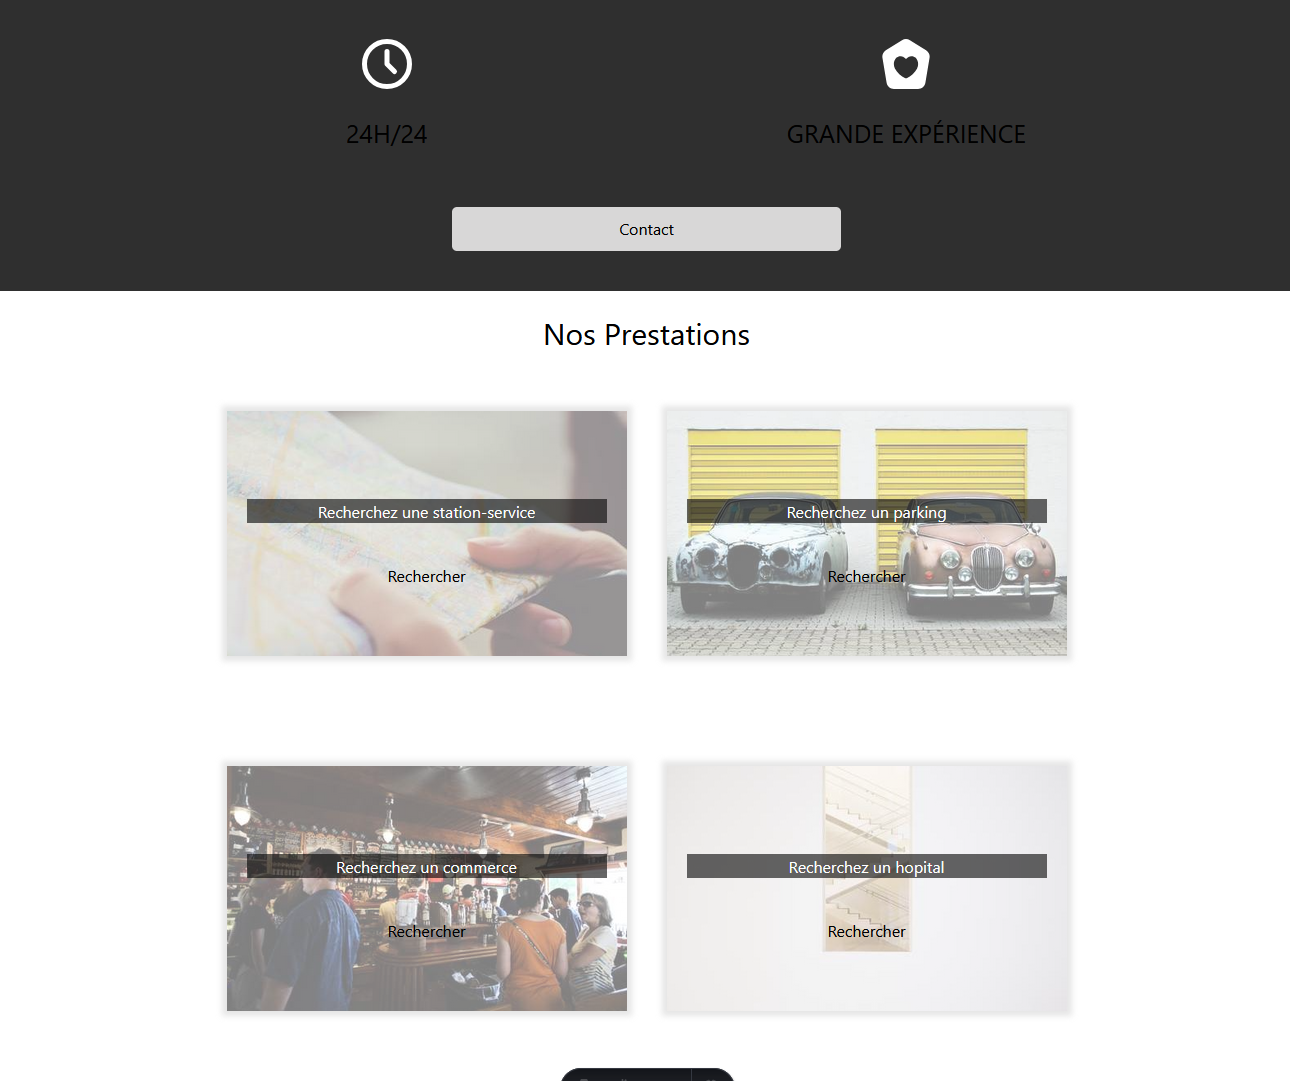 24H/24
GRANDE EXPÉRIENCE
Contact
Nos Prestations
Recherchez une station-service
Recherchez un parking
Rechercher
Rechercher
Recherchez un commerce
Recherchez un hopital
Rechercher
Rechercher